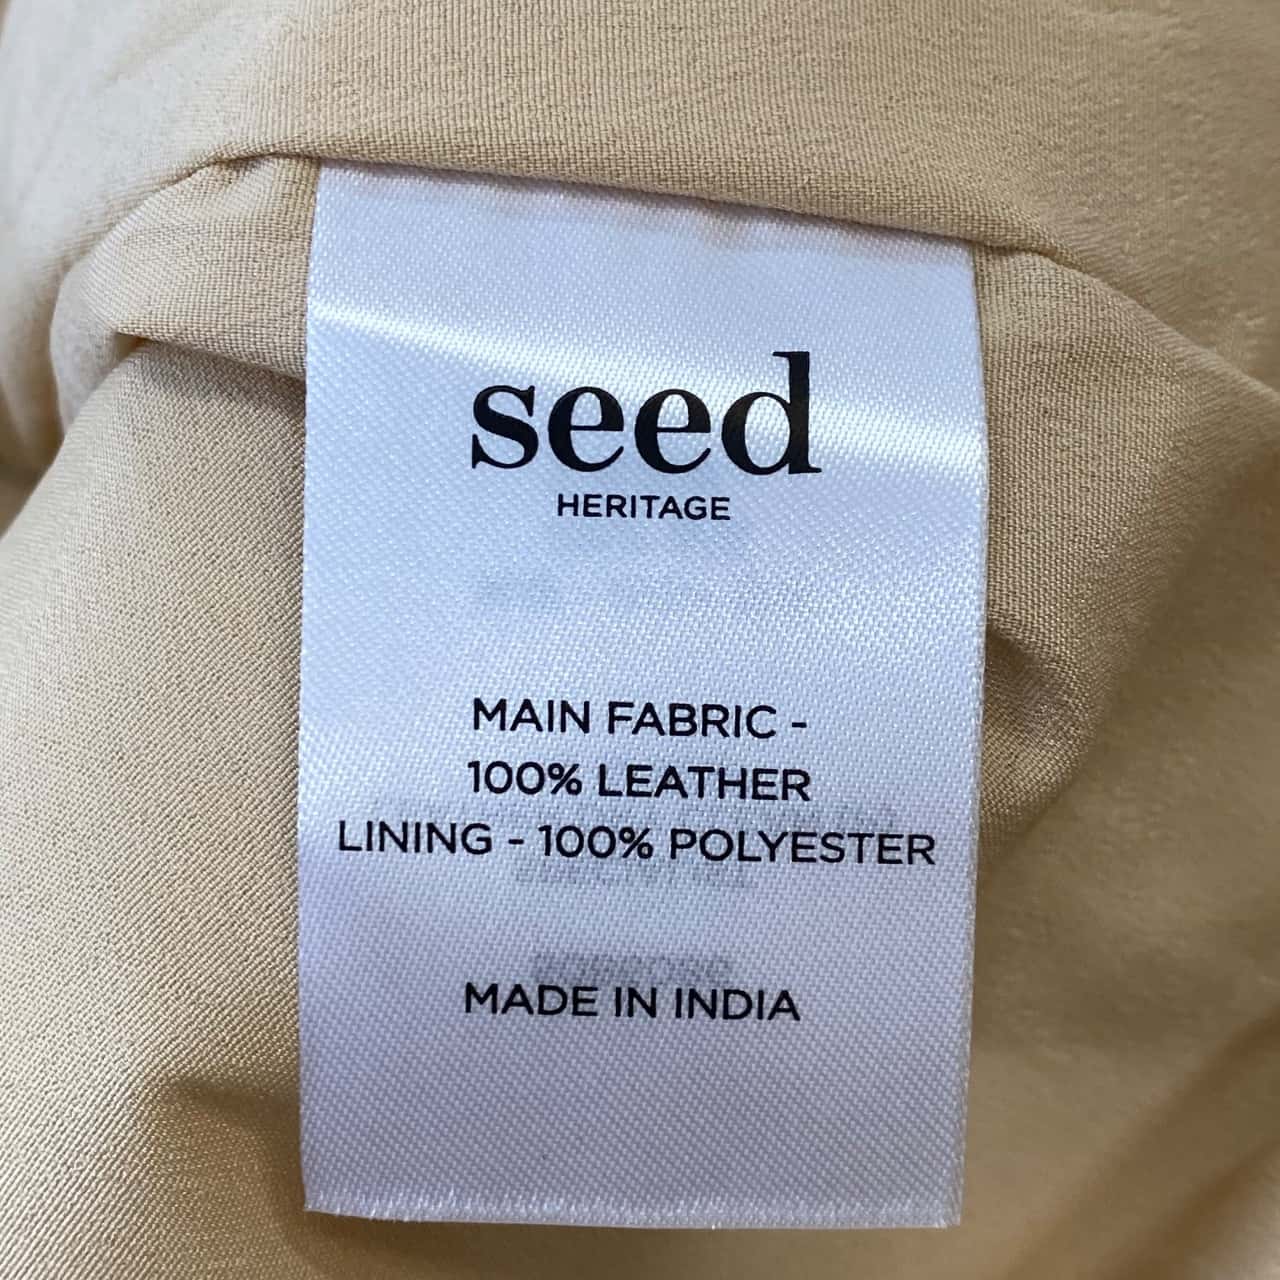 seed
HERITAGE
MAIN FABRIC -
100% LEATHER
LINING - 100% POLYESTER
MADE IN INDIA